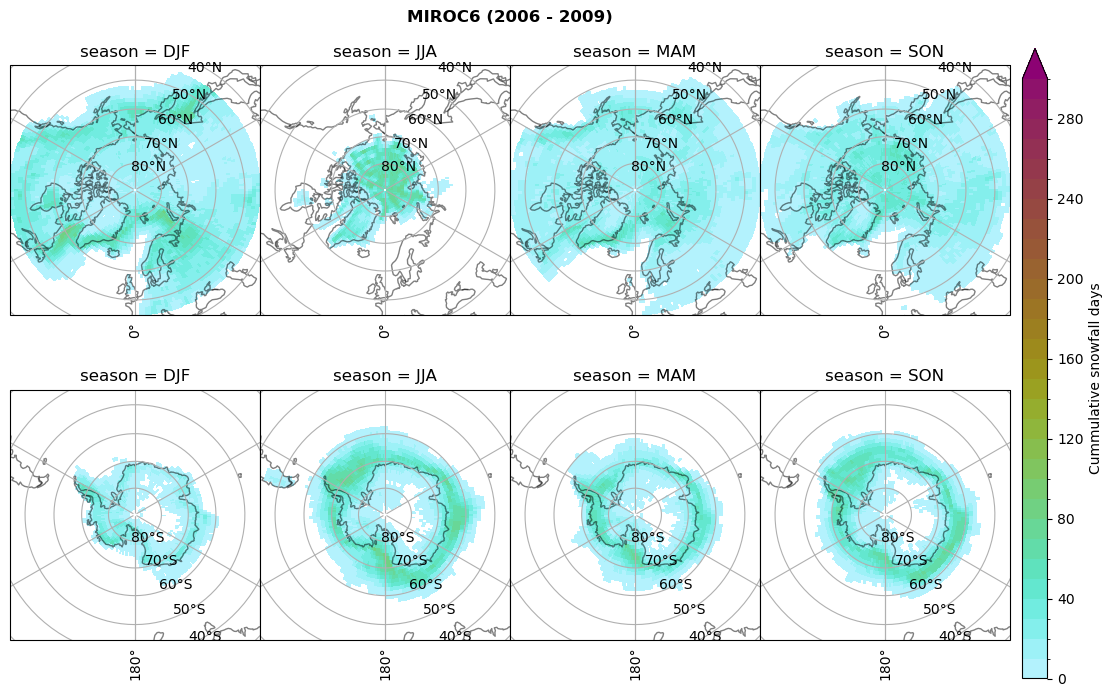 MIROC6 (2006 - 2009)
season = DJF
season = JJA
season = MAM
season = SON
40°N
50°N
60°N
70°N
80°N
40°N
50°N
60°N
70°N
80°N
40°N
50°N
60°N
70°N
80°N
40°N
50°N
60°N
70°N
80°N
0°
0°
0°
0°
season = DJF
season = JJA
season = MAM
season = SON
80°S
70°S
60°S
50°S
40°S
80°S
70°S
60°S
50°S
40°S
80°S
70°S
60°S
50°S
40°S
80°S
70°S
60°S
50°S
40°S
180°
180°
180°
180°
280
240
200
160
120
80
40
0
Cummulative snowfall days